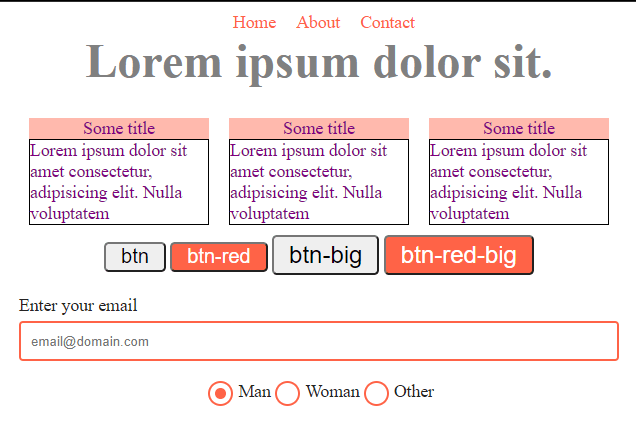 Home About Contact
Lorem ipsum dolor sit.
Some title Some title Some title
Lorem ipsum dolor sit Lorem ipsum dolor sit Lorem ipsum dolor sit
amet consectetur, amet consectetur, amet consectetur,
adipisicing elit. Nulla adipisicing elit. Nulla adipisicing elit. Nulla
voluptatem voluptatem voluptatem
btn btn-red btn-big btn-red-big
Enter your email
email@domain.com
Man Woman Other